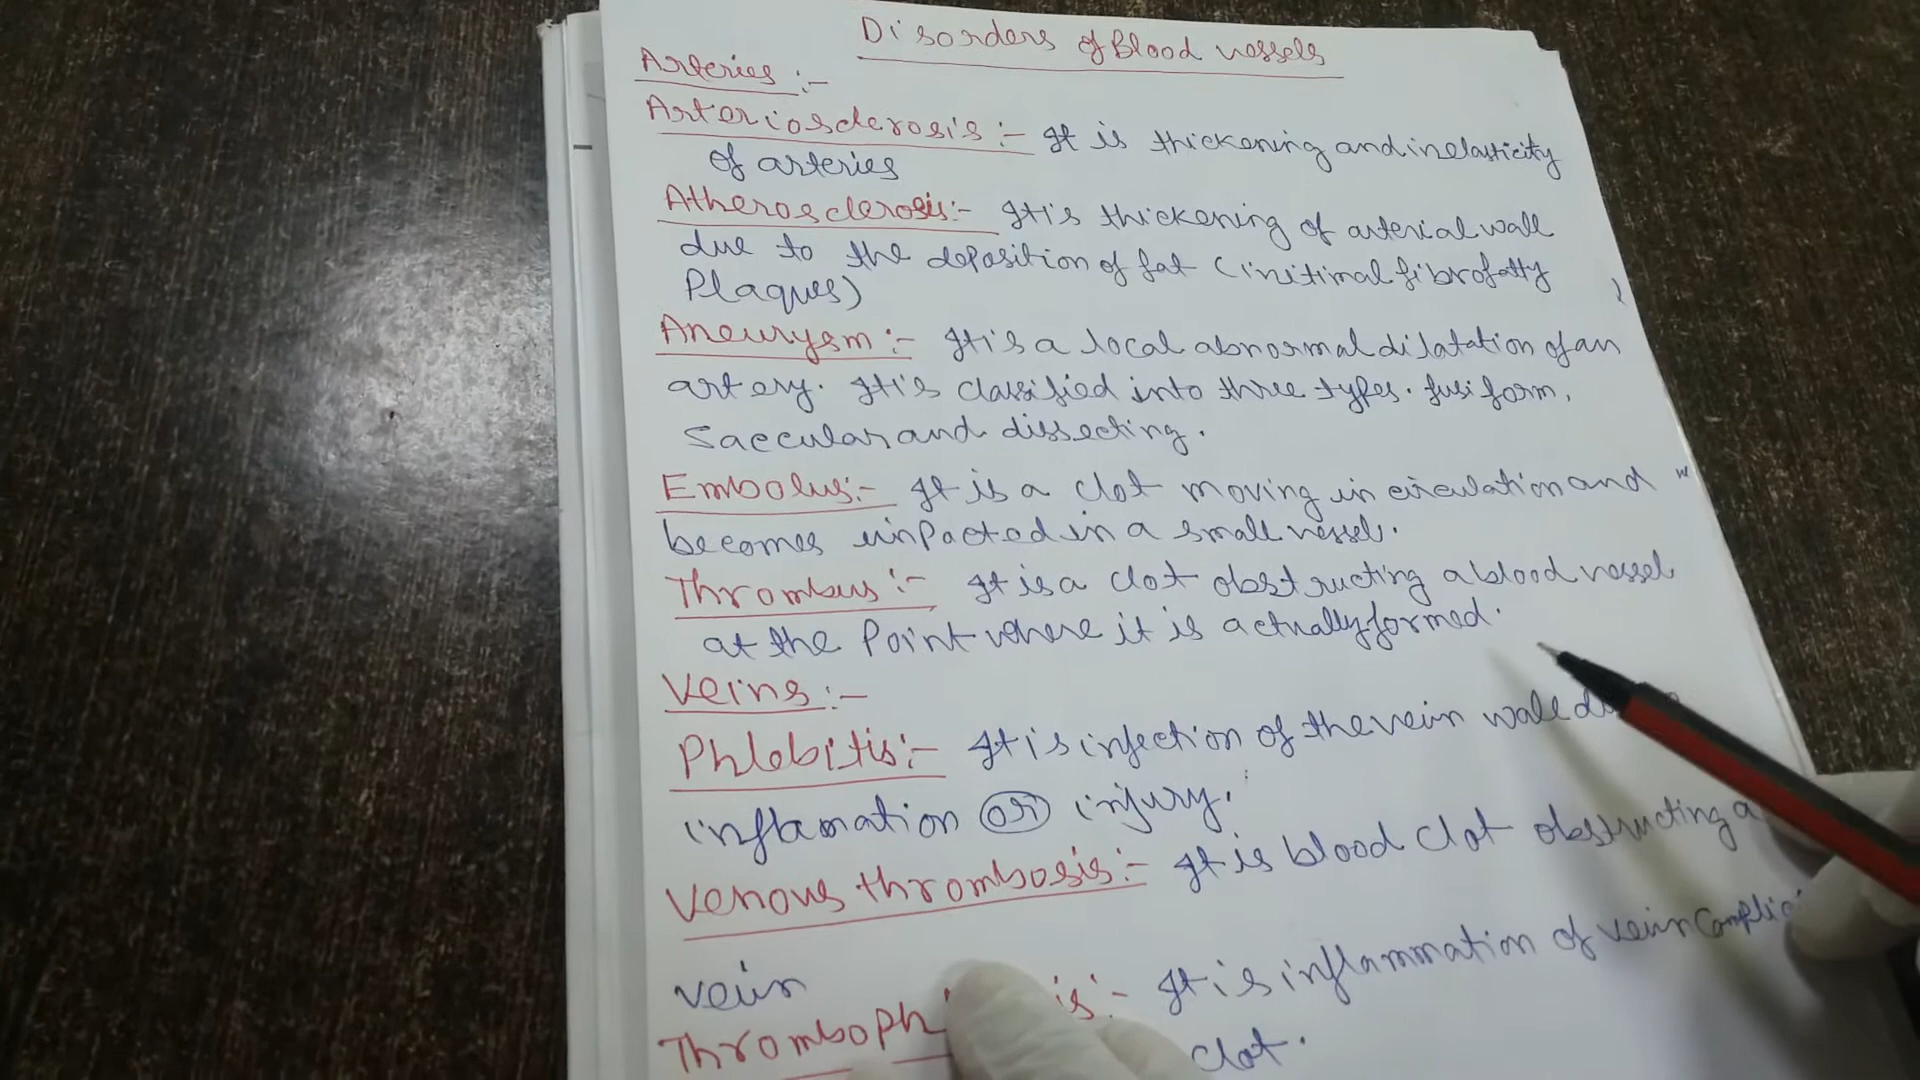 Disorders of Blood vessels
Arteries :-
Arteriosclerosis :- It is thickening and inelasticity
of arteries
Atherosclerosis:- It is thickening of arterial wall
due to the deposition of fat (initimal fibrofatty
Plaques)
Aneurysm :- It is a local abnormal dilatation of an
artery. It is classified into three types. fusiform,
saccular and dissecting.
Embolus:- It is a clot moving in circulation and
becomes impacted in a small vessel.
Thrombus :- It is a clot obstructing a blood vessel
at the Point where it is actually formed.
Veins :-
Phlebitis :- It is infection of the vein wall
inflamation or injury.
Venous thrombosis :- It is blood clot obstructing a
vein
:- It is inflammation of vein
clot.